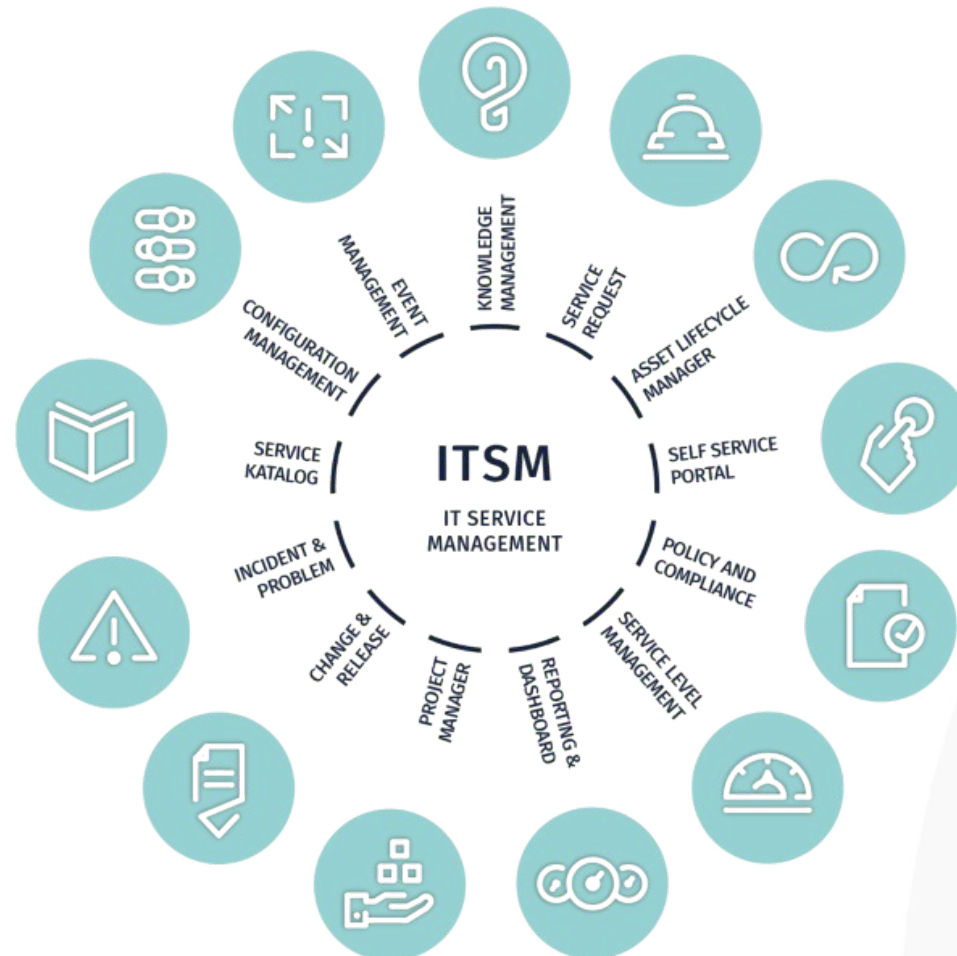 ITSM
IT SERVICE
MANAGEMENT
KNOWLEDGE
MANAGEMENT
SERVICE
REQUEST
ASSET LIFECYCLE
MANAGER
SELF SERVICE
PORTAL
POLICY AND
COMPLIANCE
SERVICE LEVEL
MANAGEMENT
REPORTING &
DASHBOARD
PROJECT
MANAGER
CHANGE &
RELEASE
INCIDENT &
PROBLEM
SERVICE
KATALOG
CONFIGURATION
MANAGEMENT
EVENT
MANAGEMENT